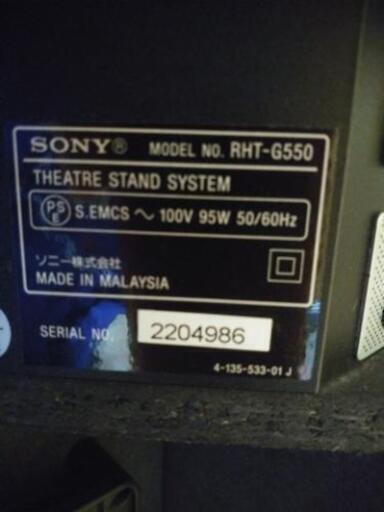 SONY® MODEL NO. RHT-G550
THEATRE STAND SYSTEM
PS E S.EMCS ~ 100V 95W 50/60Hz
ソニー株式会社
MADE IN MALAYSIA
SERIAL NO. 2204986
4-135-533-01 J